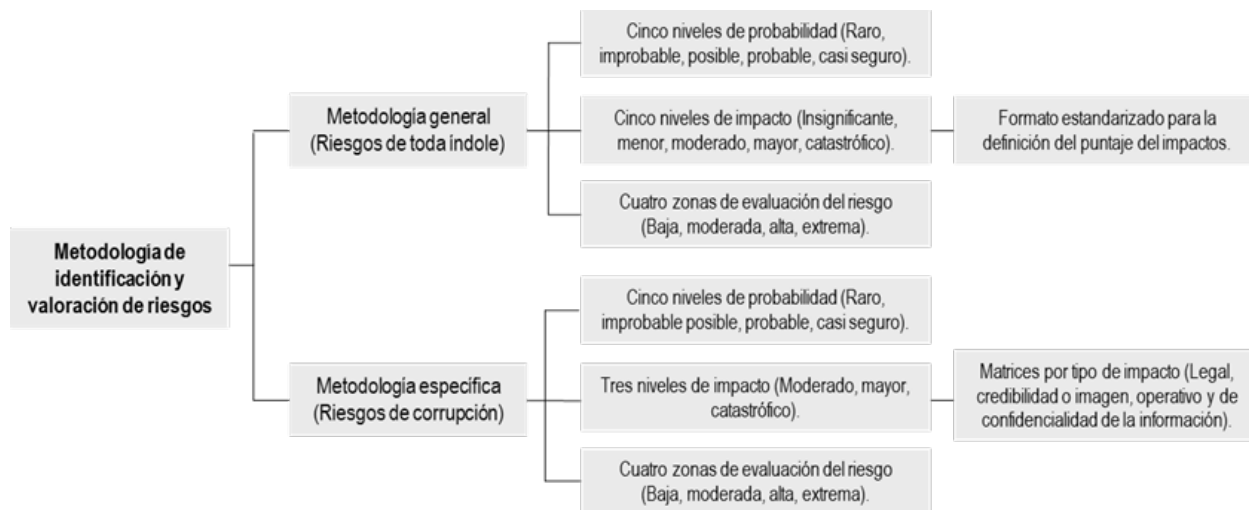 Metodología de
identificación y
valoración de riesgos
Metodología general
(Riesgos de toda índole)
Cinco niveles de probabilidad (Raro,
improbable, posible, probable, casi seguro).
Cinco niveles de impacto (Insignificante,
menor, moderado, mayor, catastrófico).
Formato estandarizado para la
definición del puntaje del impactos.
Cuatro zonas de evaluación del riesgo
(Baja, moderada, alta, extrema).
Metodología específica
(Riesgos de corrupción)
Cinco niveles de probabilidad (Raro,
improbable posible, probable, casi seguro).
Tres niveles de impacto (Moderado, mayor,
catastrófico).
Matrices por tipo de impacto (Legal,
credibilidad o imagen, operativo y de
confidencialidad de la información).
Cuatro zonas de evaluación del riesgo
(Baja, moderada, alta, extrema).